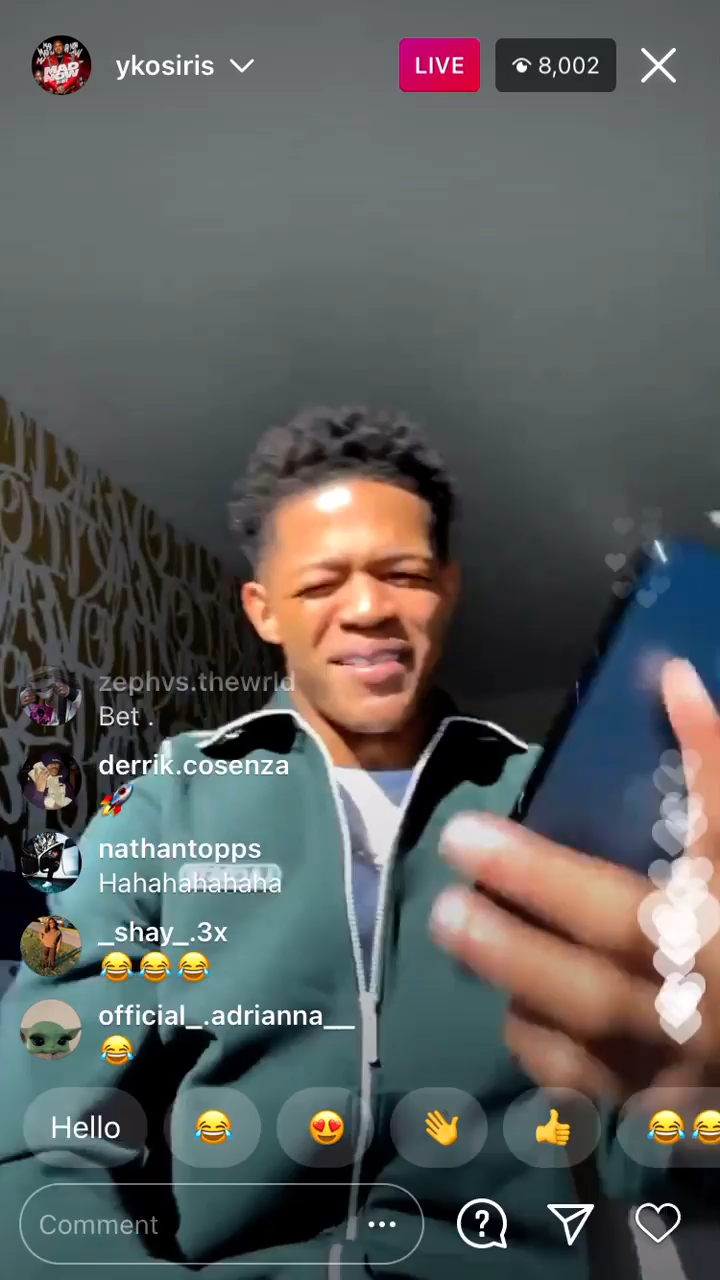 ykosiris
LIVE
8,002
zephvs.thewrld
Bet .
derrik.cosenza
🚀
nathantopps
Hahahahahaha
_shay_.3x
😂😂😂
official_.adrianna__
😂
Hello 😂 😍 👋 👍 😂😂
Comment